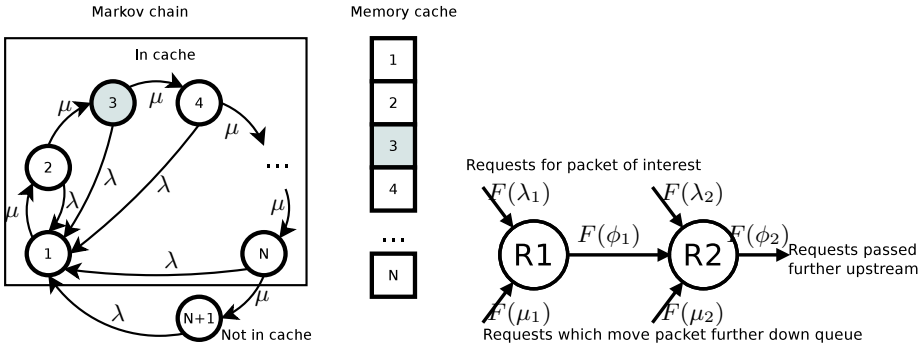 Markov chain
Memory cache
In cache
1
2
3
4
...
N
N+1
μ
μ
μ
μ
μ
μ
λ
λ
λ
λ
λ
Not in cache
1
2
3
4
...
N
Requests for packet of interest
F(λ₁)
F(λ₂)
R1
F(ϕ₁)
R2
F(ϕ₂)
Requests passed
further upstream
F(μ₁)
F(μ₂)
Requests which move packet further down queue